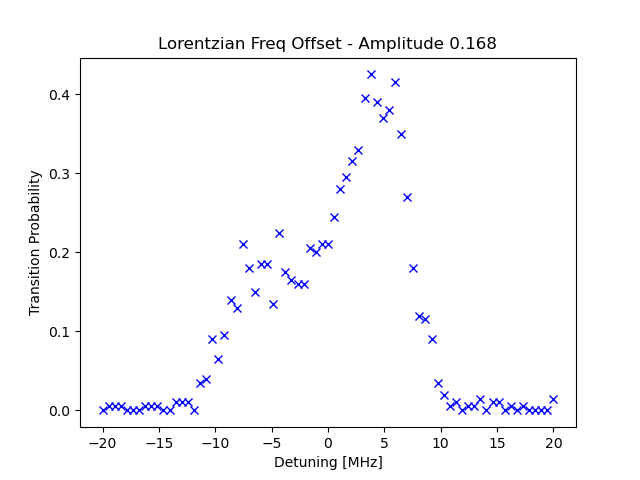 Lorentzian Freq Offset - Amplitude 0.168
Transition Probability
0.4
0.3
0.2
0.1
0.0
−20 −15 −10 −5 0 5 10 15 20
Detuning [MHz]